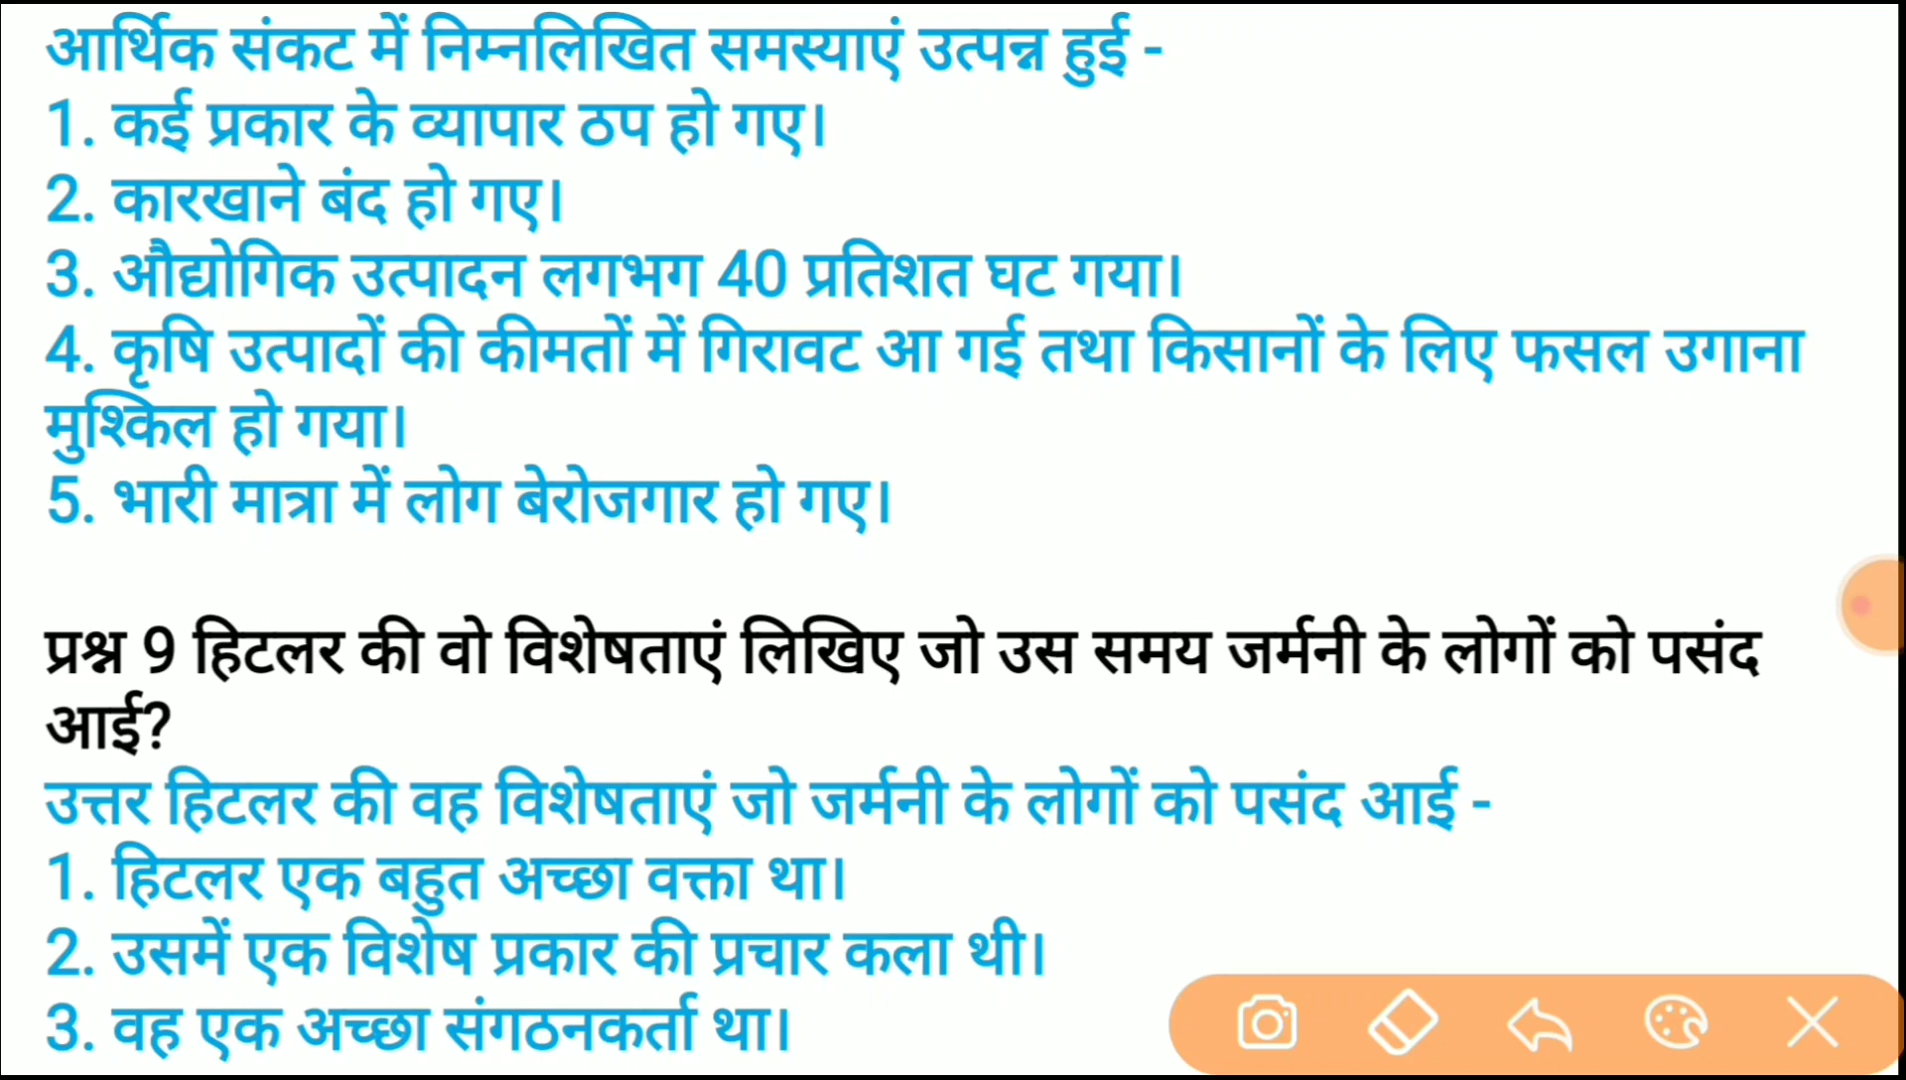 आर्थिक संकट में निम्नलिखित समस्याएं उत्पन्न हुई -
1. कई प्रकार के व्यापार ठप हो गए।
2. कारखाने बंद हो गए।
3. औद्योगिक उत्पादन लगभग 40 प्रतिशत घट गया।
4. कृषि उत्पादों की कीमतों में गिरावट आ गई तथा किसानों के लिए फसल उगाना
मुश्किल हो गया।
5. भारी मात्रा में लोग बेरोजगार हो गए।
प्रश्न 9 हिटलर की वो विशेषताएं लिखिए जो उस समय जर्मनी के लोगों को पसंद
आई?
उत्तर हिटलर की वह विशेषताएं जो जर्मनी के लोगों को पसंद आई -
1. हिटलर एक बहुत अच्छा वक्ता था।
2. उसमें एक विशेष प्रकार की प्रचार कला थी।
3. वह एक अच्छा संगठनकर्ता था।